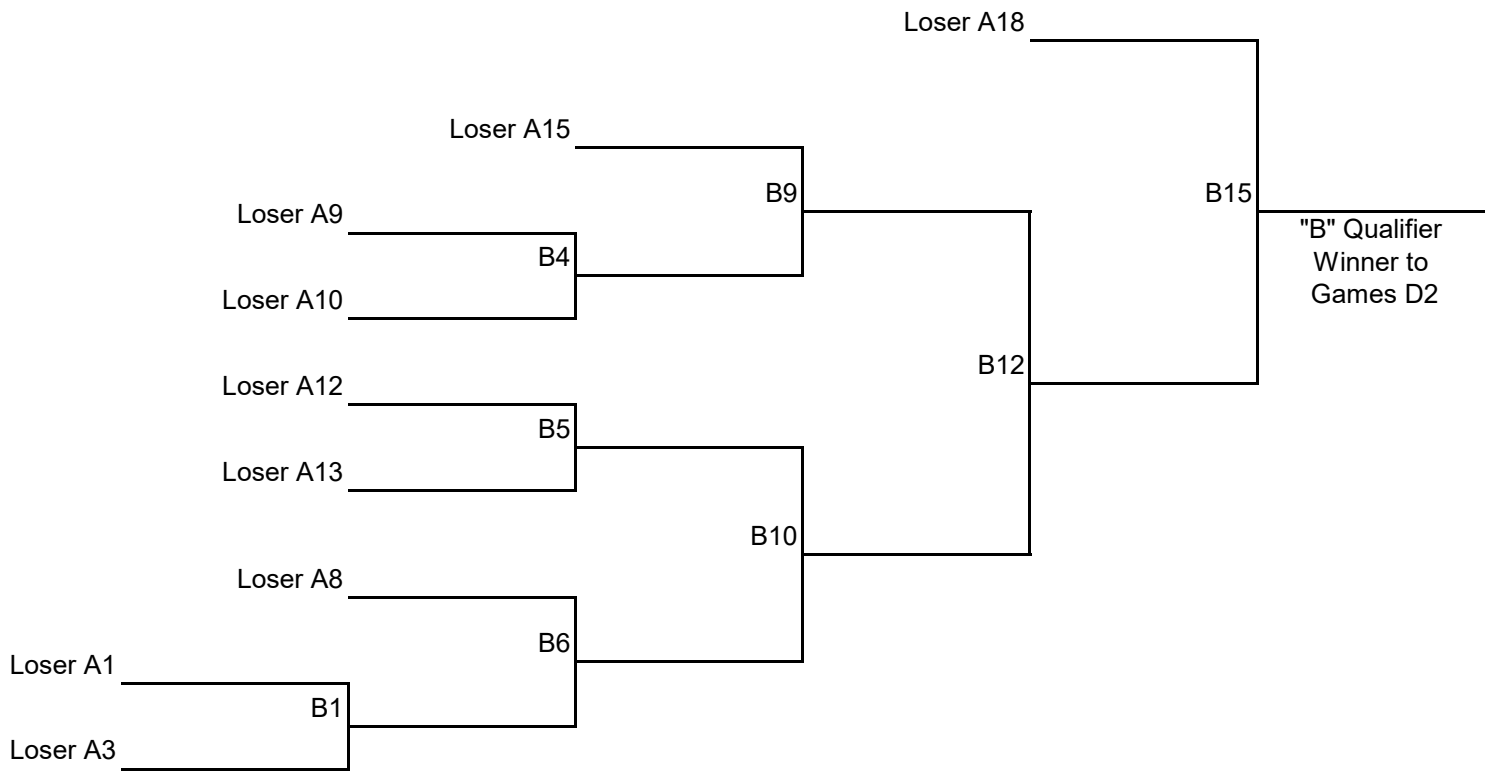 Loser A18
Loser A15
B9
B15
Loser A9
"B" Qualifier
Winner to
Games D2
B4
Loser A10
B12
Loser A12
B5
Loser A13
B10
Loser A8
B6
Loser A1
B1
Loser A3